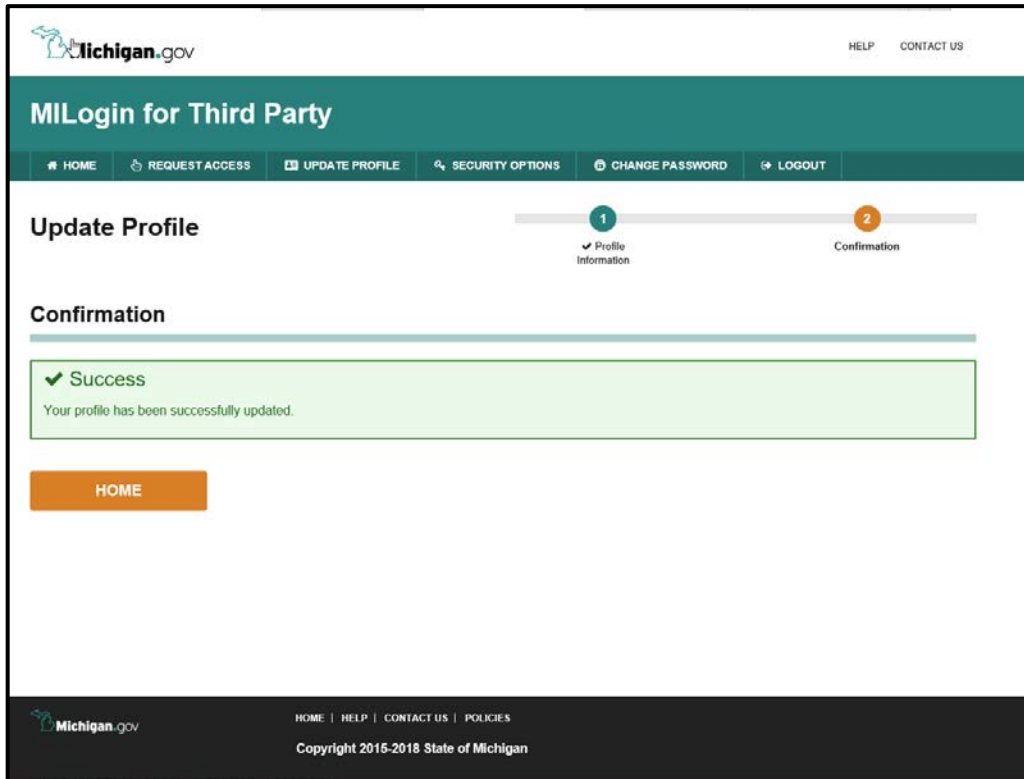 Michigan.gov
HELP CONTACT US
MILogin for Third Party
HOME REQUEST ACCESS UPDATE PROFILE SECURITY OPTIONS CHANGE PASSWORD LOGOUT
Update Profile
1
Profile
Information
2
Confirmation
Confirmation
Success
Your profile has been successfully updated.
HOME
Michigan.gov
HOME | HELP | CONTACT US | POLICIES
Copyright 2015-2018 State of Michigan